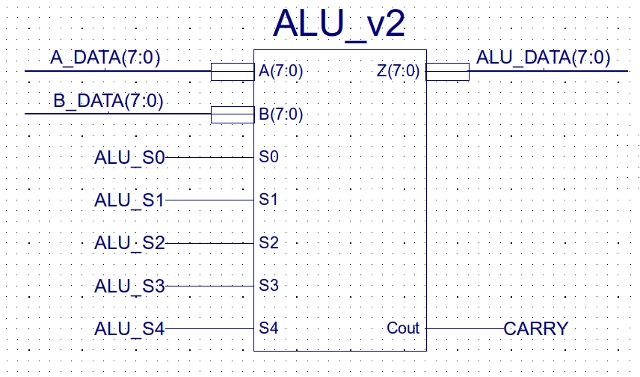 ALU_v2
A_DATA(7:0) A(7:0) Z(7:0) ALU_DATA(7:0)
B_DATA(7:0) B(7:0)
ALU_S0 S0
ALU_S1 S1
ALU_S2 S2
ALU_S3 S3
ALU_S4 S4 Cout CARRY